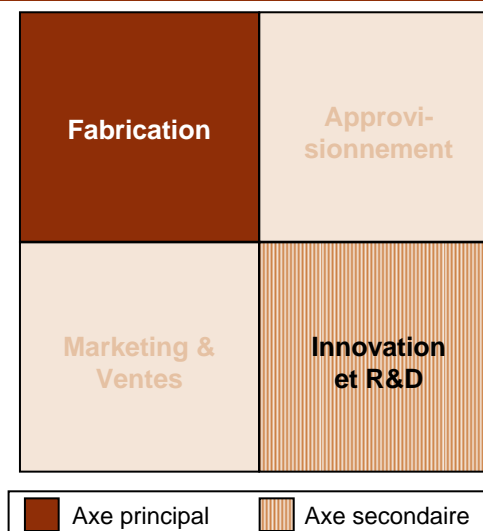 Fabrication
Approvi-
sionnement
Marketing &
Ventes
Innovation
et R&D
Axe principal
Axe secondaire